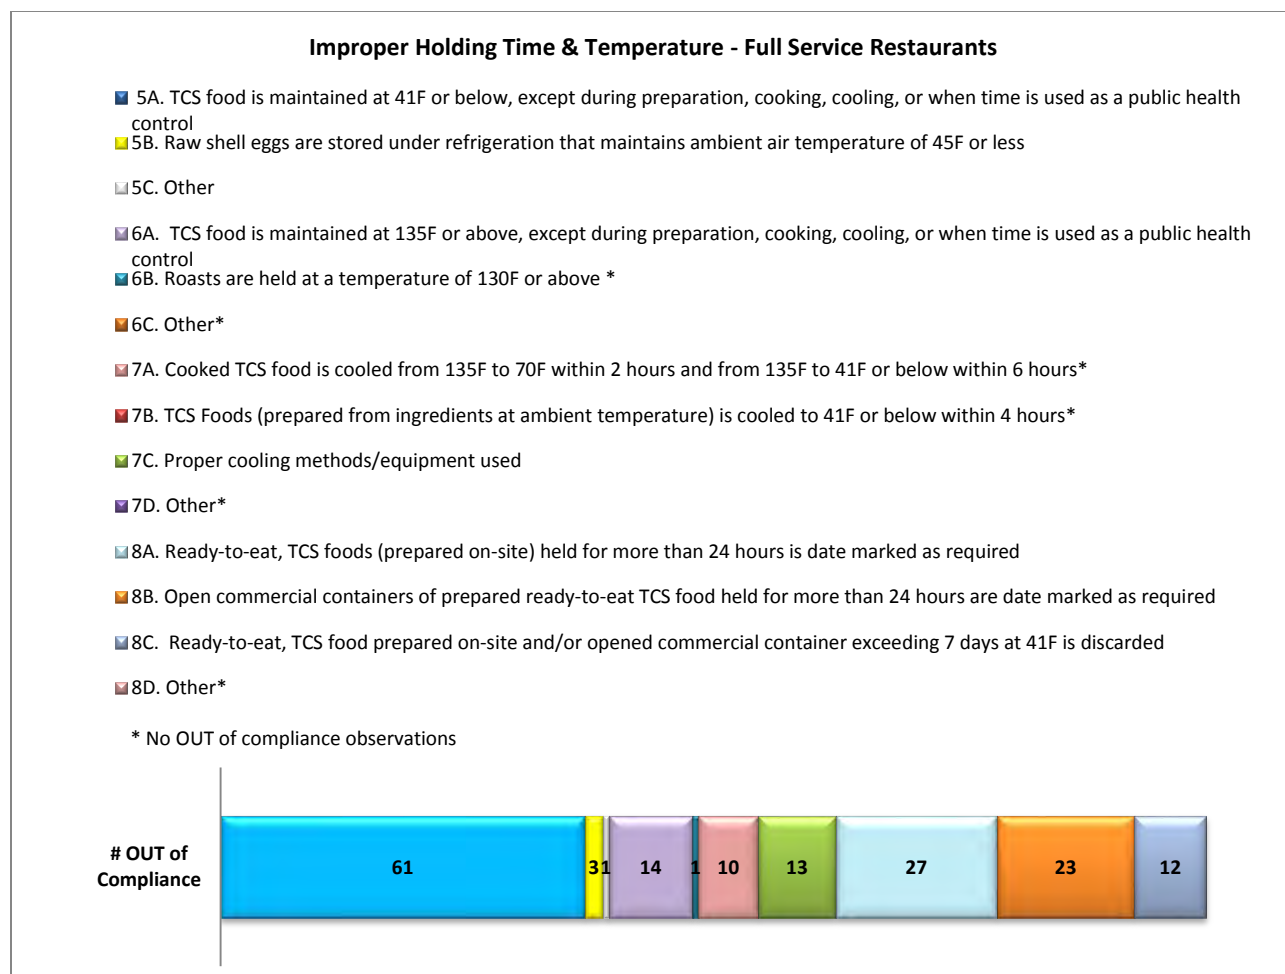 Improper Holding Time & Temperature - Full Service Restaurants
5A. TCS food is maintained at 41F or below, except during preparation, cooking, cooling, or when time is used as a public health
control
5B. Raw shell eggs are stored under refrigeration that maintains ambient air temperature of 45F or less
5C. Other
6A.  TCS food is maintained at 135F or above, except during preparation, cooking, cooling, or when time is used as a public health
control
6B. Roasts are held at a temperature of 130F or above *
6C. Other*
7A. Cooked TCS food is cooled from 135F to 70F within 2 hours and from 135F to 41F or below within 6 hours*
7B. TCS Foods (prepared from ingredients at ambient temperature) is cooled to 41F or below within 4 hours*
7C. Proper cooling methods/equipment used
7D. Other*
8A. Ready-to-eat, TCS foods (prepared on-site) held for more than 24 hours is date marked as required
8B. Open commercial containers of prepared ready-to-eat TCS food held for more than 24 hours are date marked as required
8C.  Ready-to-eat, TCS food prepared on-site and/or opened commercial container exceeding 7 days at 41F is discarded
8D. Other*
* No OUT of compliance observations
# OUT of
Compliance
61 3 1 14 1 10 13 27 23 12